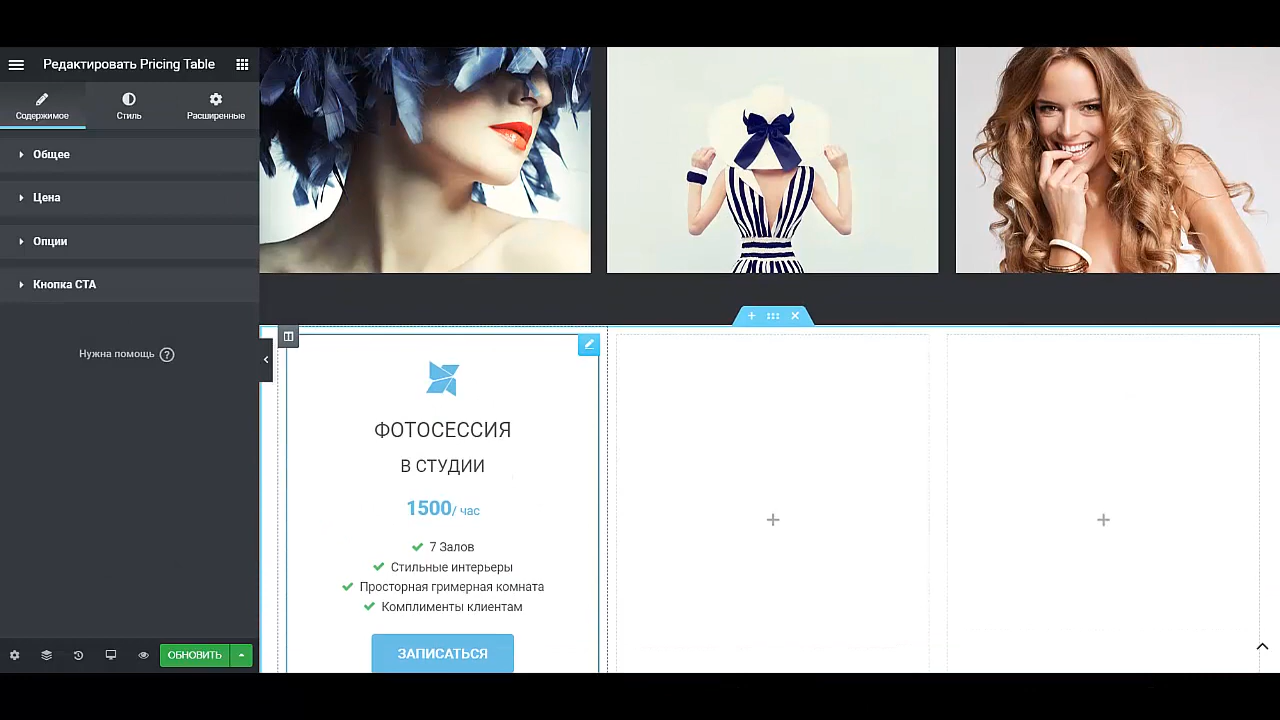 Редактировать Pricing Table
Содержимое
Стиль
Расширенные
Общее
Цена
Опции
Кнопка CTA
Нужна помощь ?
ОБНОВИТЬ
ФОТОСЕССИЯ
В СТУДИИ
1500/ час
7 Залов
Стильные интерьеры
Просторная гримерная комната
Комплименты клиентам
ЗАПИСАТЬСЯ